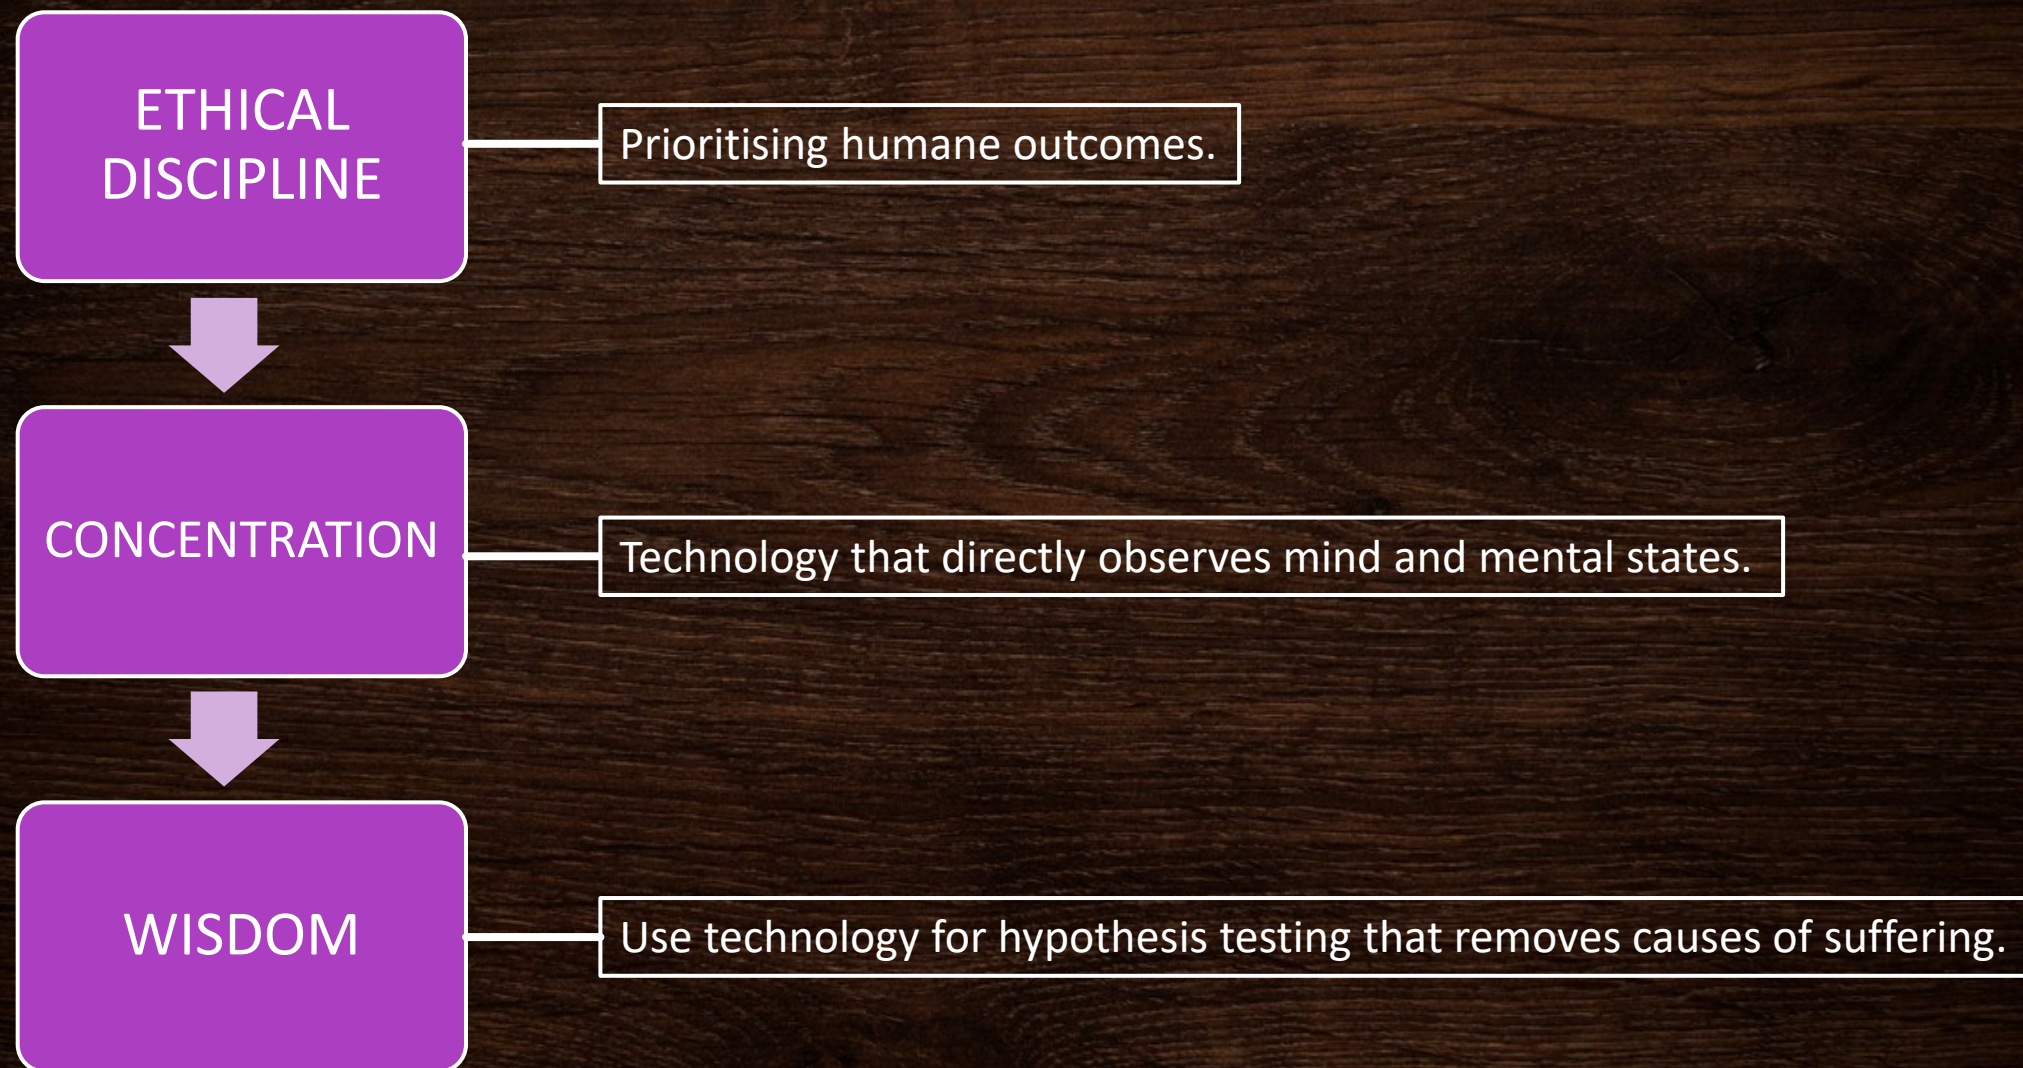 ETHICAL
DISCIPLINE
Prioritising humane outcomes.
CONCENTRATION
Technology that directly observes mind and mental states.
WISDOM
Use technology for hypothesis testing that removes causes of suffering.